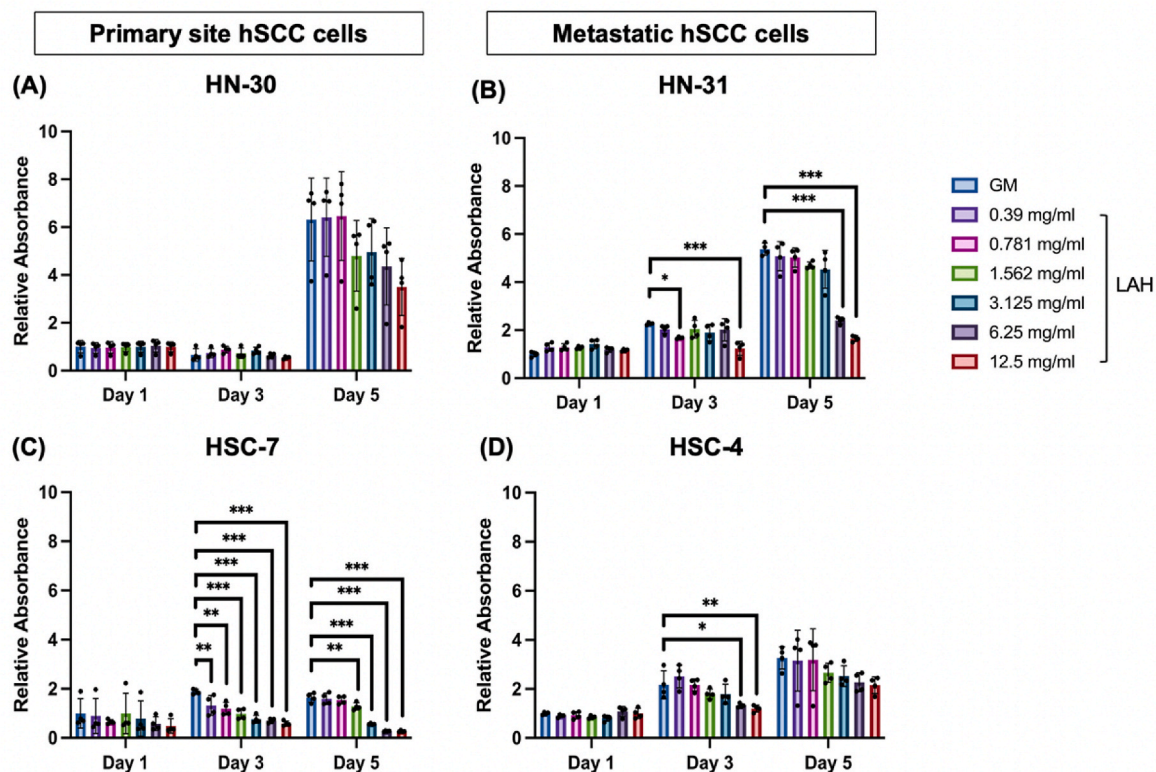 Primary site hSCC cells
Metastatic hSCC cells
(A)
HN-30
Relative Absorbance
10
8
6
4
2
0
Day 1 Day 3 Day 5
(B)
HN-31
Relative Absorbance
10
8
6
4
2
0
***
*
***
***
Day 1 Day 3 Day 5
GM
0.39 mg/ml
0.781 mg/ml
1.562 mg/ml
3.125 mg/ml
6.25 mg/ml
12.5 mg/ml
LAH
(C)
HSC-7
Relative Absorbance
10
8
6
4
2
0
***
***
***
***
**
**
***
***
***
**
Day 1 Day 3 Day 5
(D)
HSC-4
Relative Absorbance
10
8
6
4
2
0
**
*
Day 1 Day 3 Day 5